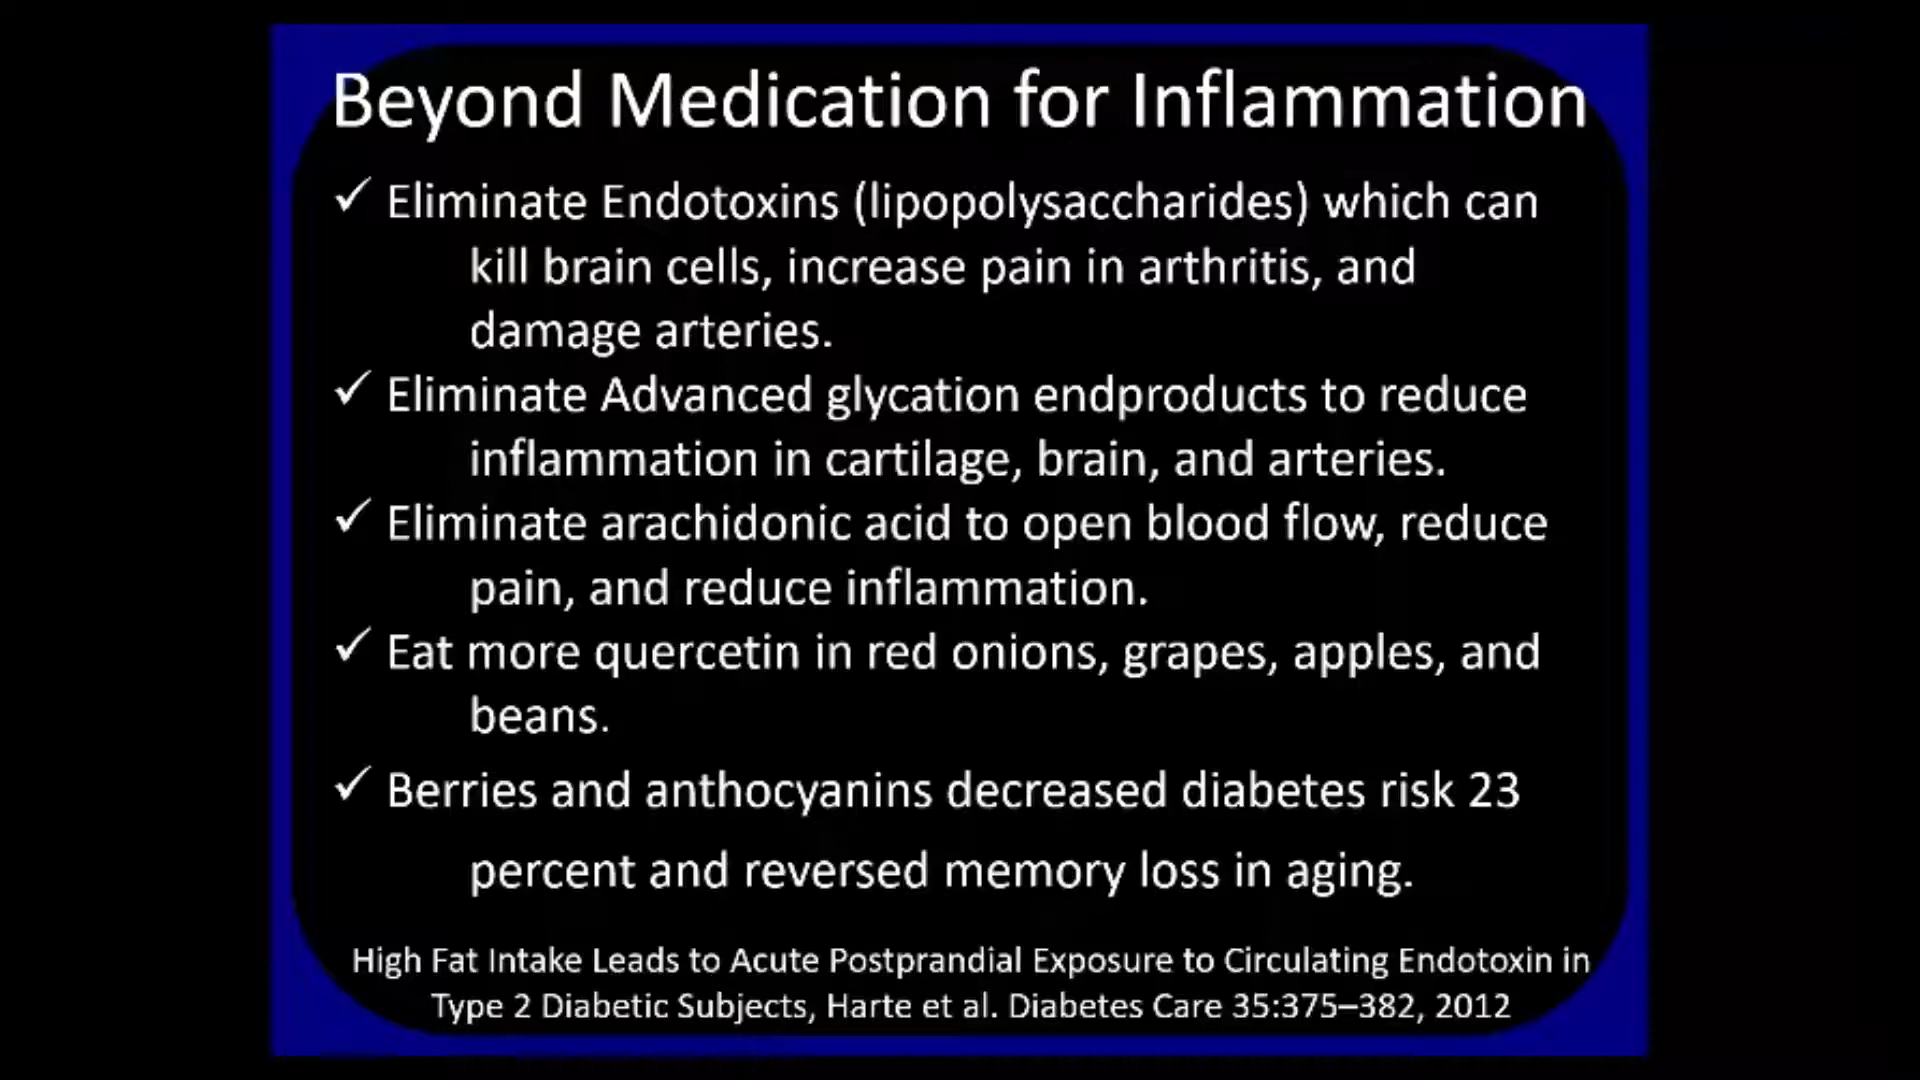 Beyond Medication for Inflammation
✓ Eliminate Endotoxins (lipopolysaccharides) which can
kill brain cells, increase pain in arthritis, and
damage arteries.
✓ Eliminate Advanced glycation endproducts to reduce
inflammation in cartilage, brain, and arteries.
✓ Eliminate arachidonic acid to open blood flow, reduce
pain, and reduce inflammation.
✓ Eat more quercetin in red onions, grapes, apples, and
beans.
✓ Berries and anthocyanins decreased diabetes risk 23
percent and reversed memory loss in aging.
High Fat Intake Leads to Acute Postprandial Exposure to Circulating Endotoxin in
Type 2 Diabetic Subjects, Harte et al. Diabetes Care 35:375–382, 2012